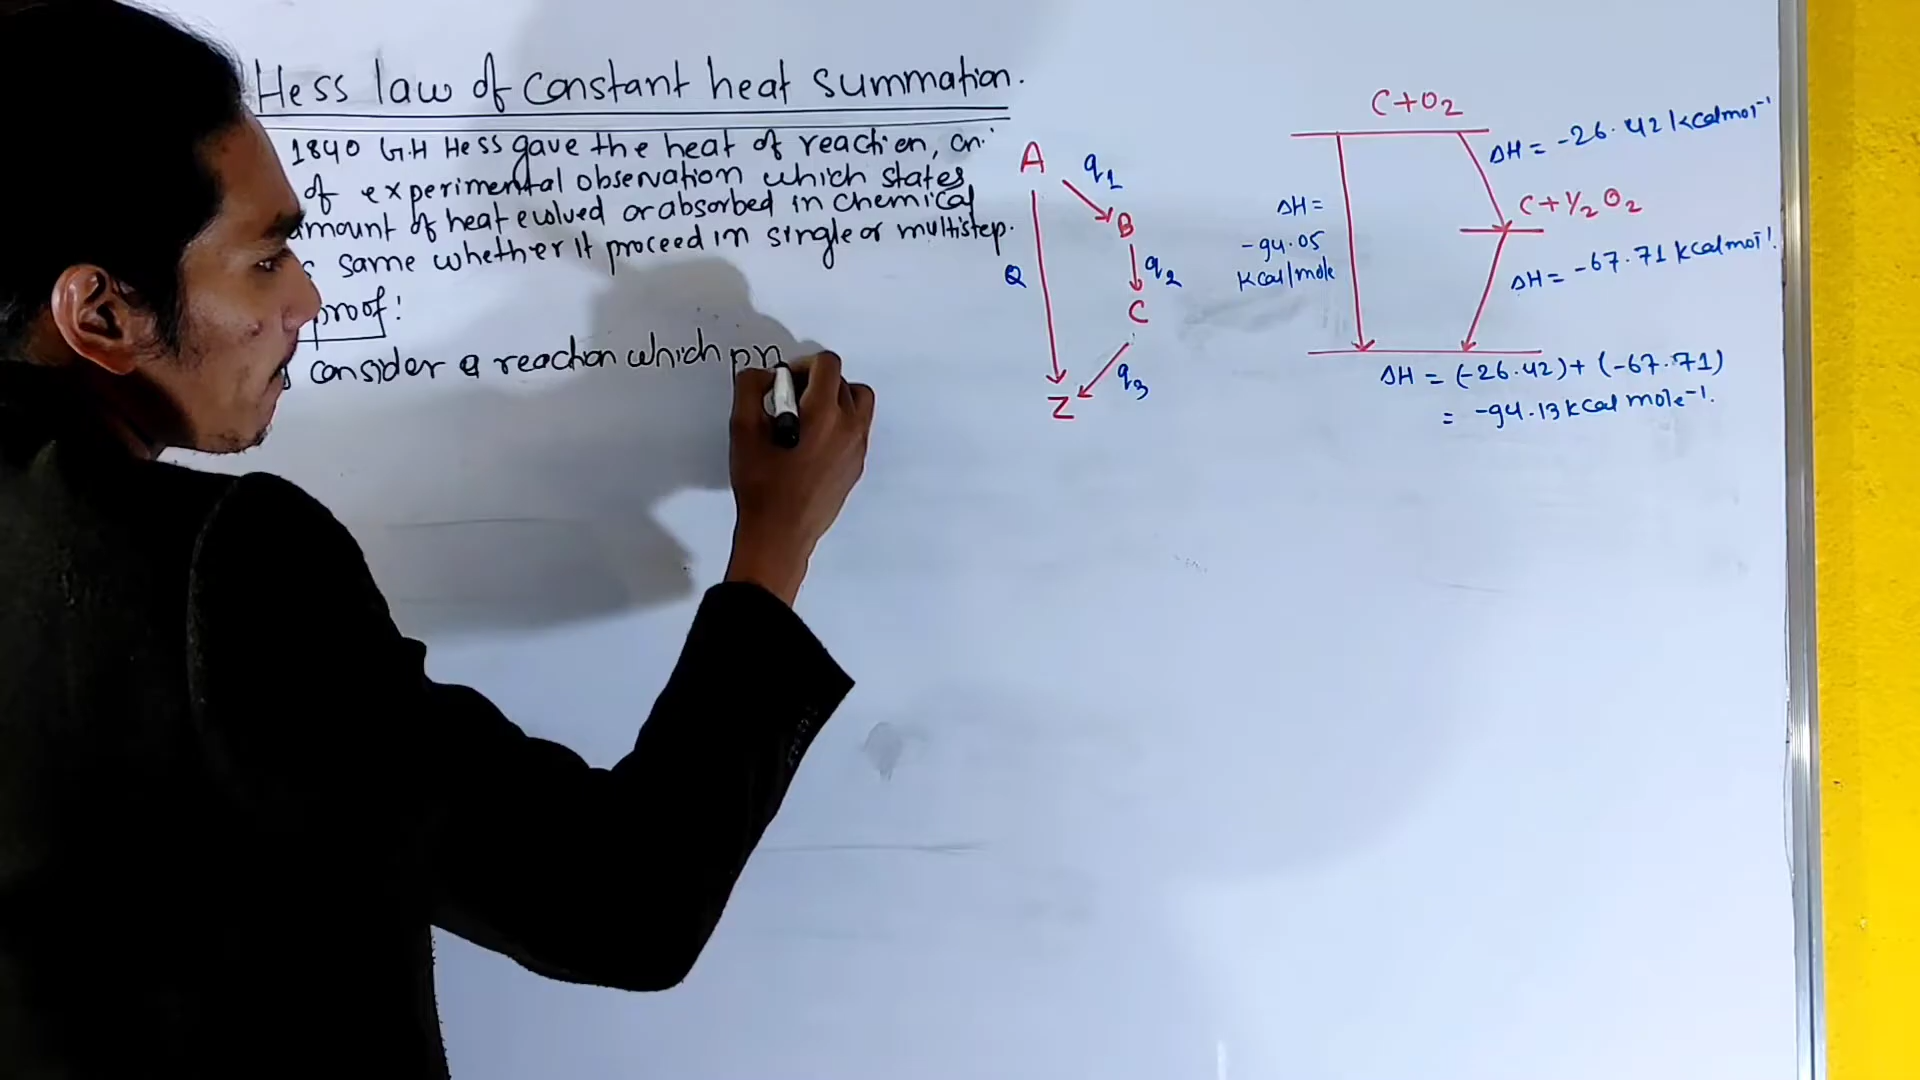 Hess law of constant heat summation.
1840 G.H Hess gave the heat of reaction, on
of experimental observation which states
amount of heat evolved or absorbed in chemical
same whether it proceed in single or multistep.
proof:
consider a reaction which
A
q1
B
q2
C
q3
Z
Q
C+O2
ΔH = -26.42 kcalmol-1
C+1/2 O2
ΔH =
-94.05
Kcal/mole
ΔH = -67.71 kcalmol-1.
ΔH = (-26.42)+(-67.71)
= -94.13 kcal mole-1.